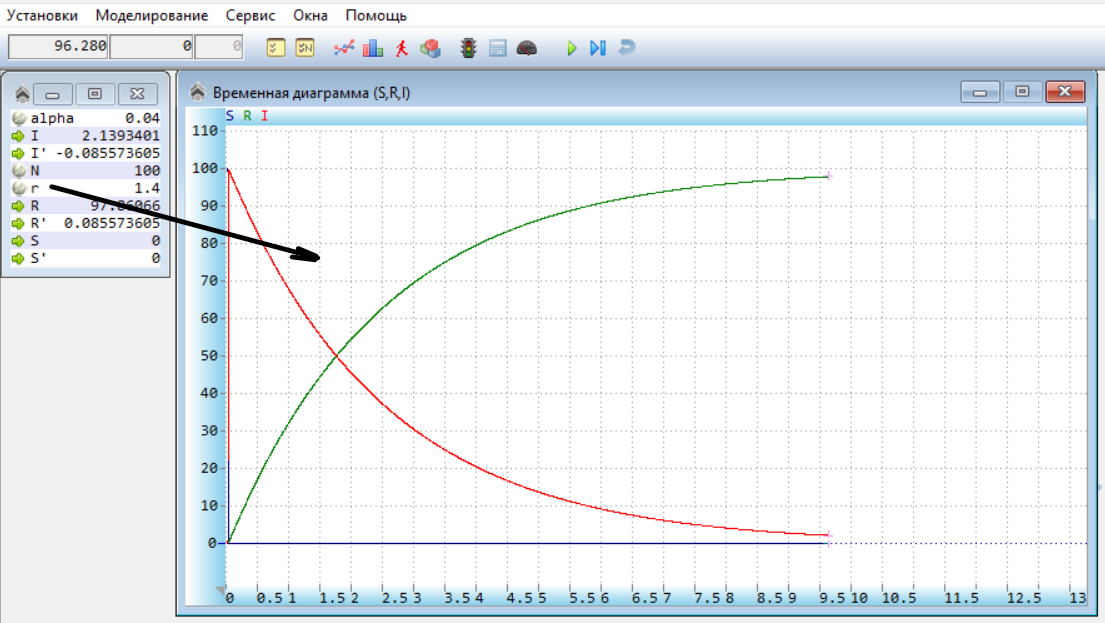 Установки Моделирование Сервис Окна Помощь
96.280 0 0
Временная диаграмма (S,R,I)
alpha 0.04
I 2.1393401
I' -0.085573605
N 100
r 1.4
R 97.86066
R' 0.085573605
S 0
S' 0
S R I
110
100
90
80
70
60
50
40
30
20
10
0
0 0.5 1 1.5 2 2.5 3 3.5 4 4.5 5 5.5 6 6.5 7 7.5 8 8.5 9 9.5 10 10.5 11.5 12.5 13